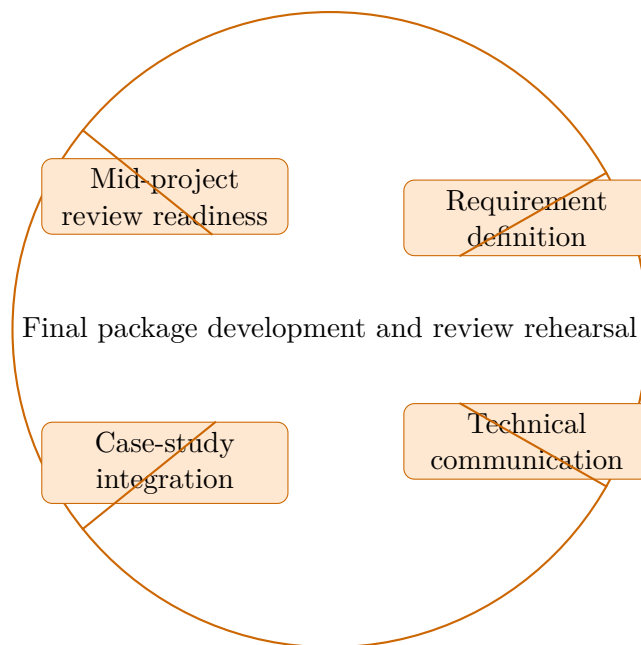 Mid-project
review readiness
Requirement
definition
Final package development and review rehearsal
Case-study
integration
Technical
communication